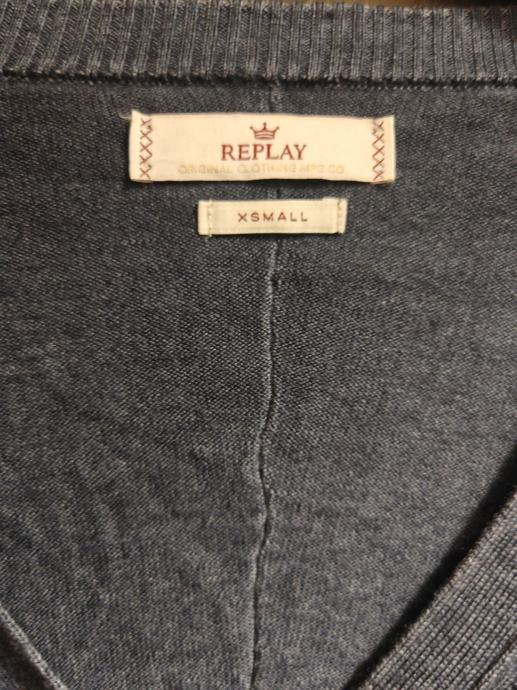 REPLAY
ORIGINAL CLOTHING MFG. CO.
XSMALL